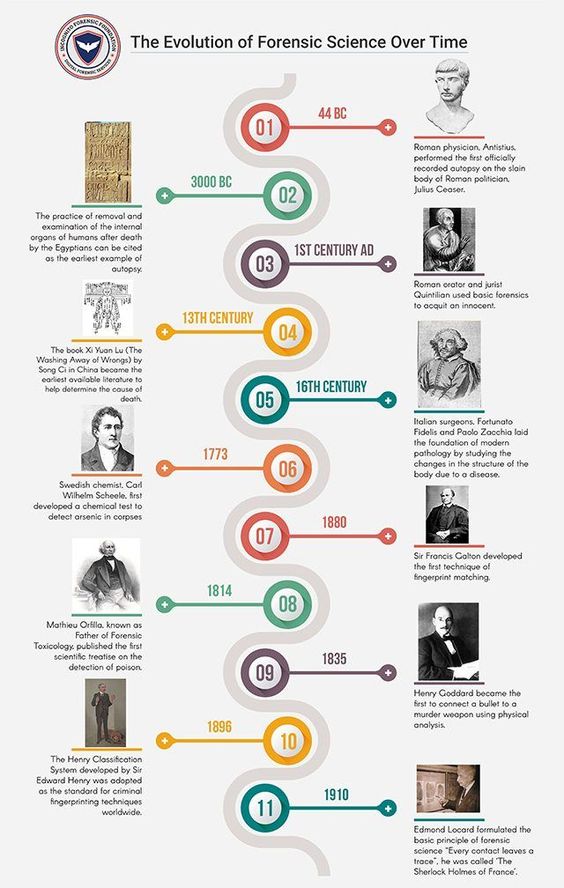 INCOGNITO FORENSIC FOUNDATION
DIGITAL FORENSIC SERVICES
The Evolution of Forensic Science Over Time
01
44 BC
Roman physician, Antistius,
performed the first officially
recorded autopsy on the slain
body of Roman politician,
Julius Ceaser.
02
3000 BC
The practice of removal and
examination of the internal
organs of humans after death
by the Egyptians can be cited
as the earliest example of
autopsy.
03
1ST CENTURY AD
Roman orator and jurist
Quintilian used basic forensics
to acquit an innocent.
04
13TH CENTURY
The book Xi Yuan Lu (The
Washing Away of Wrongs) by
Song Ci in China became the
earliest available literature to
help determine the cause of
death.
05
16TH CENTURY
Italian surgeons, Fortunato
Fidelis and Paolo Zacchia laid
the foundation of modern
pathology by studying the
changes in the structure of the
body due to a disease.
06
1773
Swedish chemist, Carl
Wilhelm Scheele, first
developed a chemical test to
detect arsenic in corpses
07
1880
Sir Francis Galton developed
the first technique of
fingerprint matching.
08
1814
Mathieu Orfilla, known as
Father of Forensic
Toxicology, published the first
scientific treatise on the
detection of poison.
09
1835
Henry Goddard became the
first to connect a bullet to a
murder weapon using physical
analysis.
10
1896
The Henry Classification
System developed by Sir
Edward Henry was adopted
as the standard for criminal
fingerprinting techniques
worldwide.
11
1910
Edmond Locard formulated the
basic principle of forensic
science "Every contact leaves a
trace", he was called 'The
Sherlock Holmes of France'.